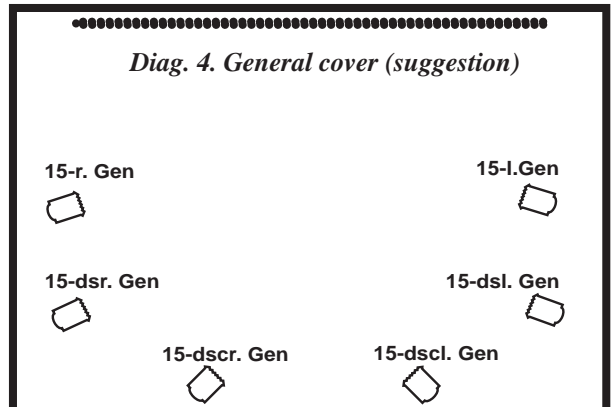 Diag. 4. General cover (suggestion)
15-r. Gen
15-l.Gen
15-dsr. Gen
15-dsl. Gen
15-dscr. Gen
15-dscl. Gen